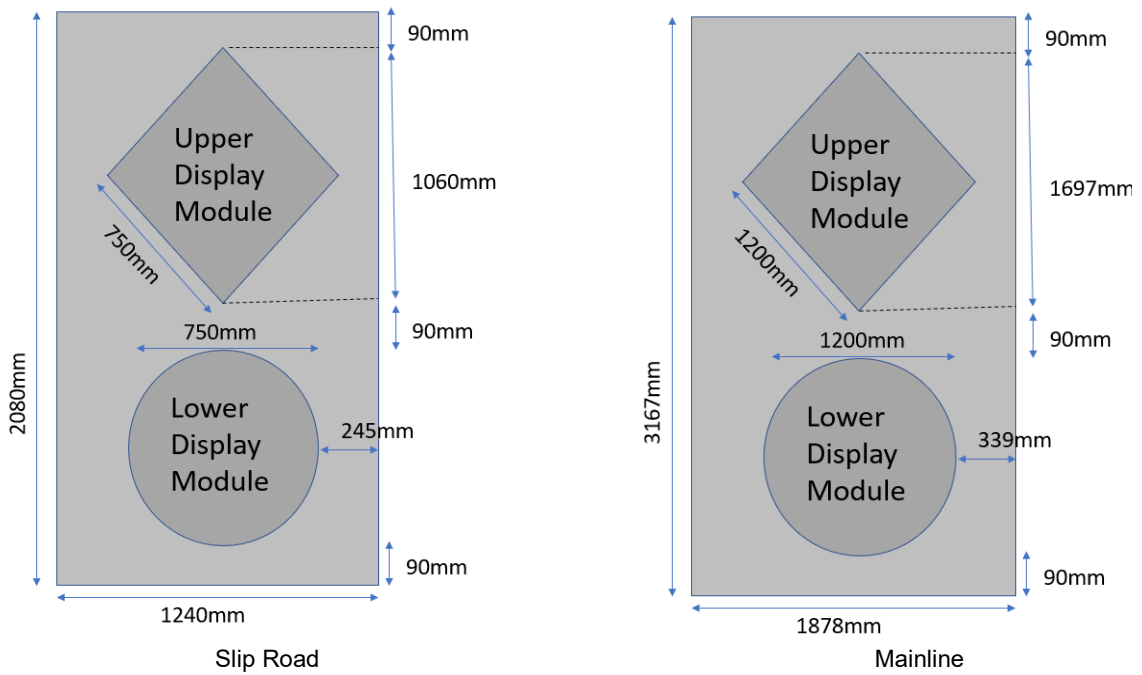 90mm
Upper
Display
Module
1060mm
750mm
90mm
750mm
2080mm
Lower
Display
Module
245mm
90mm
1240mm
Slip Road
90mm
Upper
Display
Module
1697mm
1200mm
90mm
1200mm
3167mm
Lower
Display
Module
339mm
90mm
1878mm
Mainline